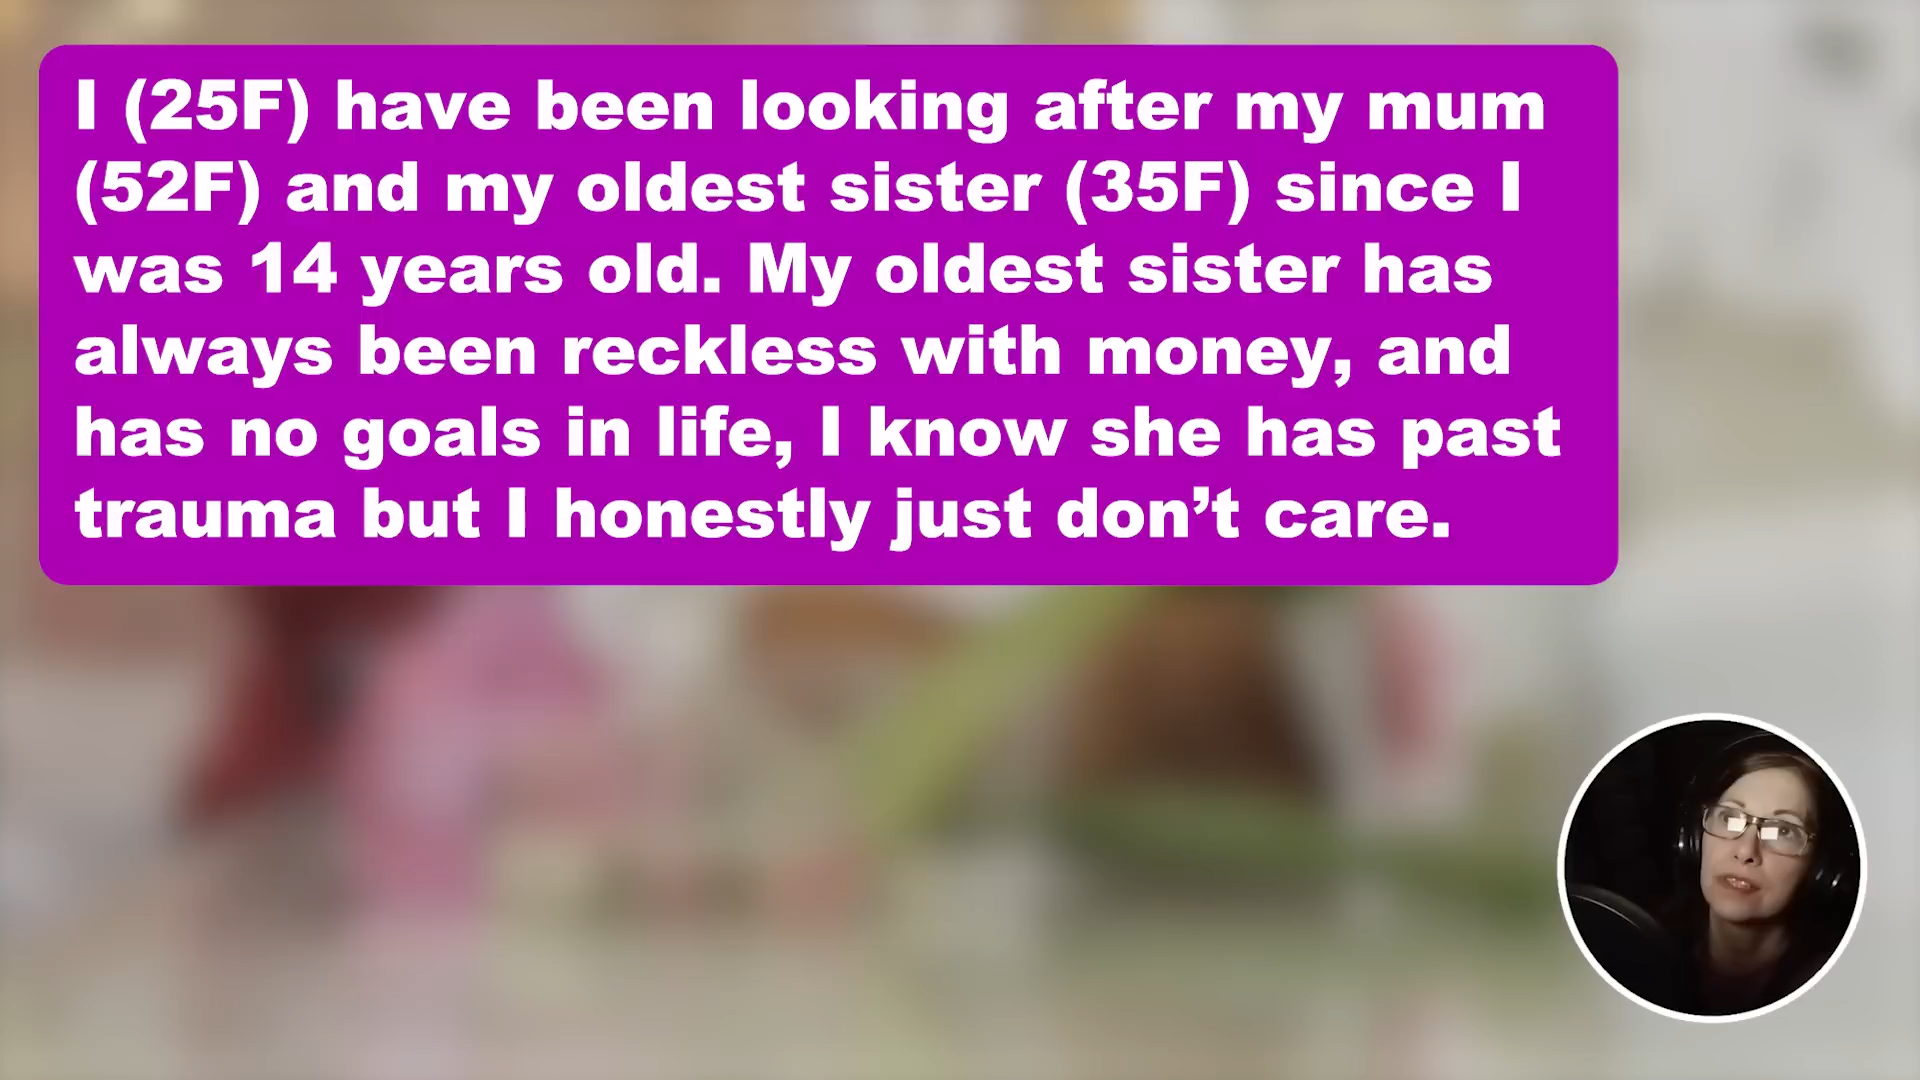 I (25F) have been looking after my mum
(52F) and my oldest sister (35F) since I
was 14 years old. My oldest sister has
always been reckless with money, and
has no goals in life, I know she has past
trauma but I honestly just don’t care.